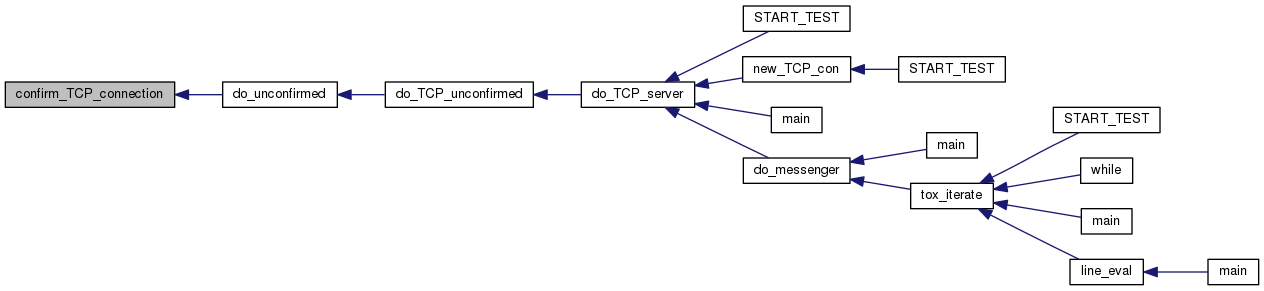 START_TEST
new_TCP_con
START_TEST
confirm_TCP_connection
do_unconfirmed
do_TCP_unconfirmed
do_TCP_server
main
START_TEST
main
do_messenger
while
tox_iterate
main
line_eval
main